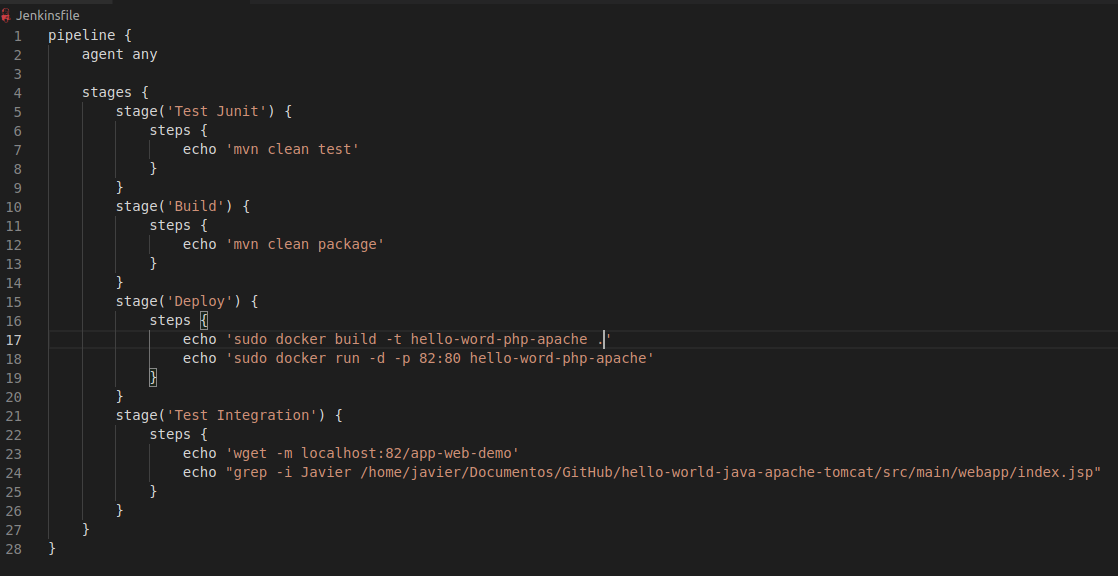 Jenkinsfile
1 pipeline {
2     agent any
3
4     stages {
5         stage('Test Junit') {
6             steps {
7                 echo 'mvn clean test'
8             }
9         }
10         stage('Build') {
11             steps {
12                 echo 'mvn clean package'
13             }
14         }
15         stage('Deploy') {
16             steps {
17                 echo 'sudo docker build -t hello-word-php-apache .'
18                 echo 'sudo docker run -d -p 82:80 hello-word-php-apache'
19             }
20         }
21         stage('Test Integration') {
22             steps {
23                 echo 'wget -m localhost:82/app-web-demo'
24                 echo "grep -i Javier /home/javier/Documentos/GitHub/hello-world-java-apache-tomcat/src/main/webapp/index.jsp"
25             }
26         }
27     }
28 }